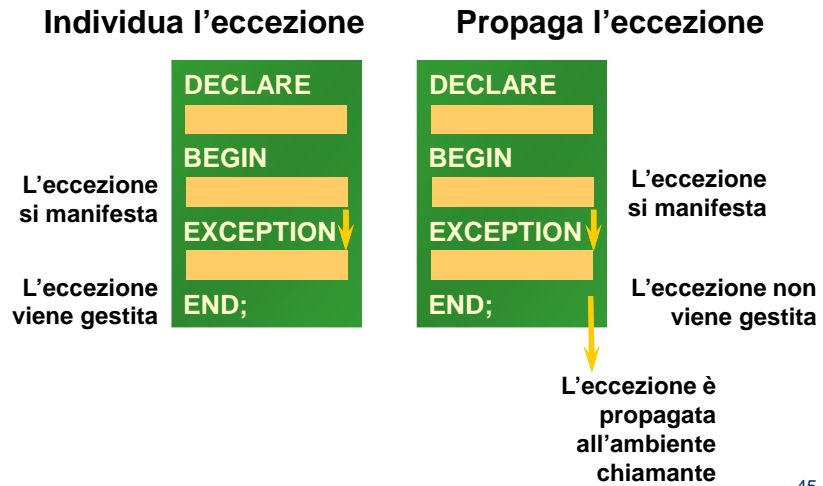 Individua l'eccezione
Propaga l'eccezione
DECLARE
BEGIN
L'eccezione
si manifesta
EXCEPTION
L'eccezione
viene gestita
END;
DECLARE
BEGIN
L'eccezione
si manifesta
EXCEPTION
L'eccezione non
viene gestita
END;
L'eccezione è
propagata
all'ambiente
chiamante
45